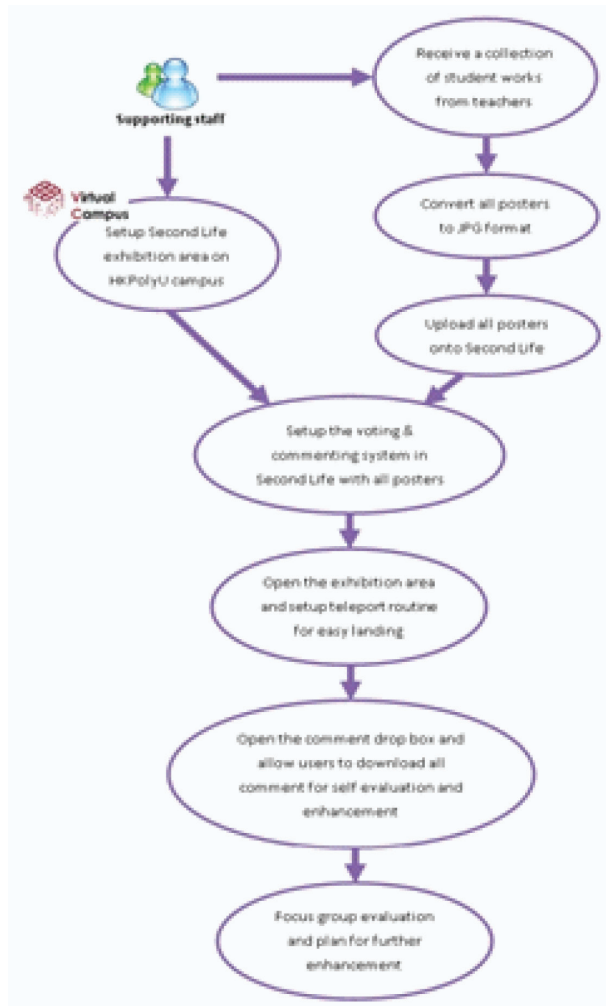 Receive a collection
of student works
from teachers
Supporting staff
Virtual
Campus
Setup Second Life
exhibition area on
HKPolyU campus
Convert all posters
to JPG format
Upload all posters
onto Second Life
Setup the voting &
commenting system in
Second Life with all posters
Open the exhibition area
and setup teleport routine
for easy landing
Open the comment drop box and
allow users to download all
comment for self evaluation and
enhancement
Focus group evaluation
and plan for further
enhancement